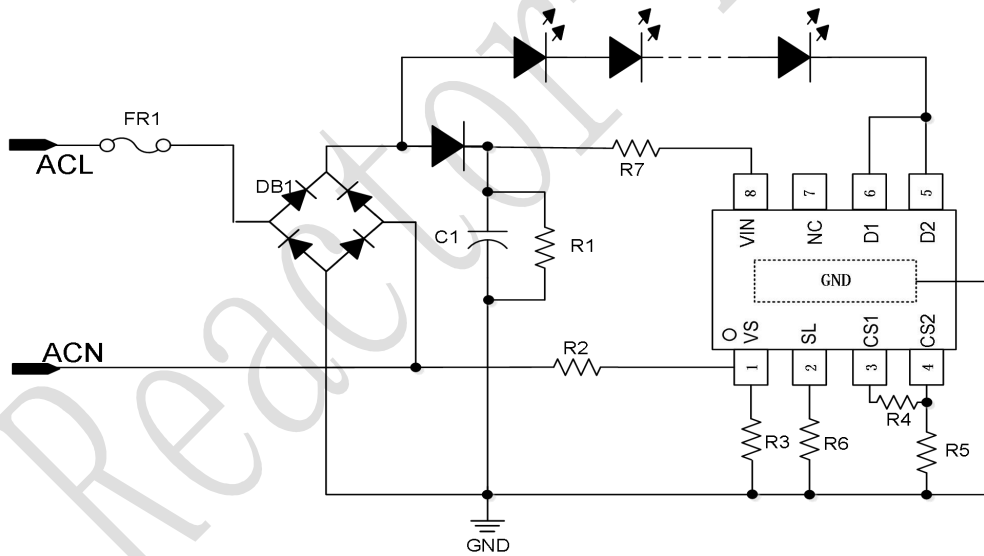 FR1
ACL
DB1
R7
C1
R1
8
7
6
5
VIN
NC
D1
D2
GND
VS
SL
CS1
CS2
ACN
R2
1
2
3
4
R4
R3
R6
R5
GND
Reactor